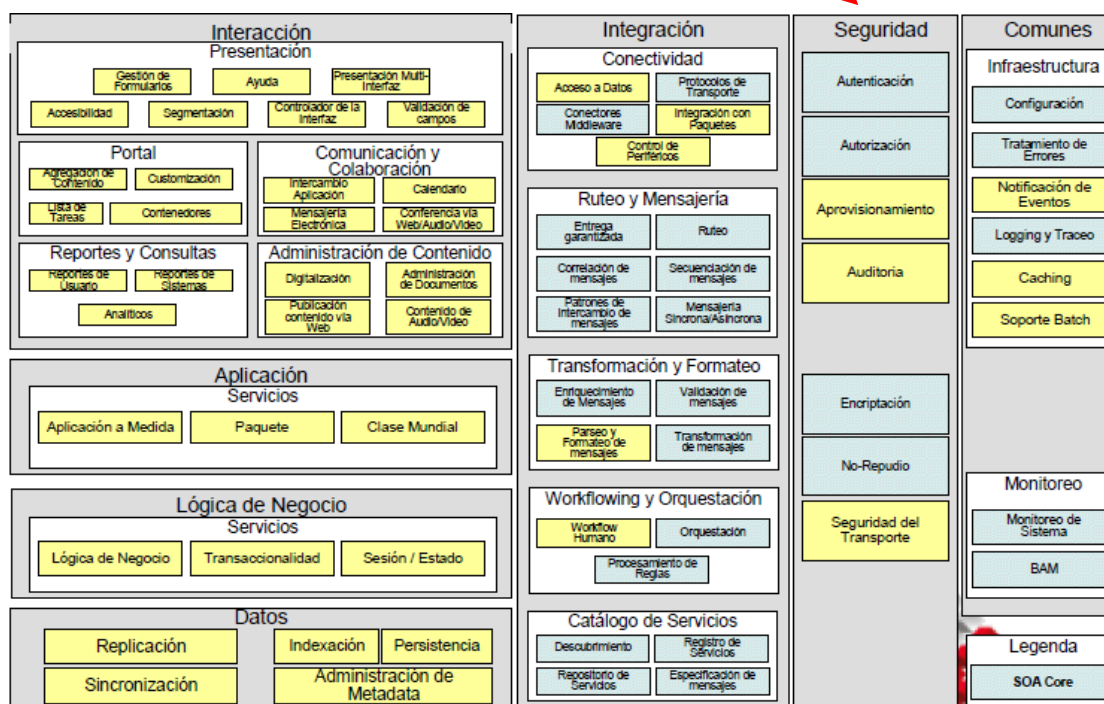 Interacción
Presentación
Gestión de
Formularios
Ayuda
Presentación Multi-
Interfaz
Accesibilidad
Segmentación
Controlador de la
Interfaz
Validación de
campos
Portal
Agregación de
Contenido
Customización
Lista de
Tareas
Contenedores
Comunicación y
Colaboración
Intercambio
Aplicación
Calendario
Mensajería
Electrónica
Conferencia vía
Web/Audio/Video
Reportes y Consultas
Reportes de
Usuario
Reportes de
Sistemas
Analíticos
Administración de Contenido
Digitalización
Administración
de Documentos
Publicación
contenido vía
Web
Contenido de
Audio/Video
Aplicación
Servicios
Aplicación a Medida
Paquete
Clase Mundial
Lógica de Negocio
Servicios
Lógica de Negocio
Transaccionalidad
Sesión / Estado
Datos
Replicación
Indexación
Persistencia
Sincronización
Administración de
Metadata
Integración
Conectividad
Acceso a Datos
Protocolos de
Transporte
Conectores
Middleware
Integración con
Paquetes
Control de
Periféricos
Ruteo y Mensajería
Entrega
garantizada
Ruteo
Correlación de
mensajes
Secuenciación de
mensajes
Patrones de
Intercambio de
mensajes
Mensajería
Síncrona/Asíncrona
Transformación y Formateo
Enriquecimiento
de Mensajes
Validación de
mensajes
Parseo y
Formateo de
mensajes
Transformación
de mensajes
Workflowing y Orquestación
Workflow
Humano
Orquestación
Procesamiento de
Reglas
Catálogo de Servicios
Descubrimiento
Registro de
Servicios
Repositorio de
Servicios
Especificación de
mensajes
Seguridad
Autenticación
Autorización
Aprovisionamiento
Auditoria
Encriptación
No-Repudio
Seguridad del
Transporte
Comunes
Infraestructura
Configuración
Tratamiento de
Errores
Notificación de
Eventos
Logging y Traceo
Caching
Soporte Batch
Monitoreo
Monitoreo de
Sistema
BAM
Legenda
SOA Core